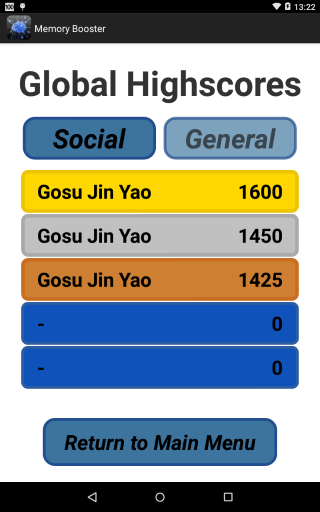 100 13:22
Memory Booster
Global Highscores
Social General
Gosu Jin Yao 1600
Gosu Jin Yao 1450
Gosu Jin Yao 1425
- 0
- 0
Return to Main Menu